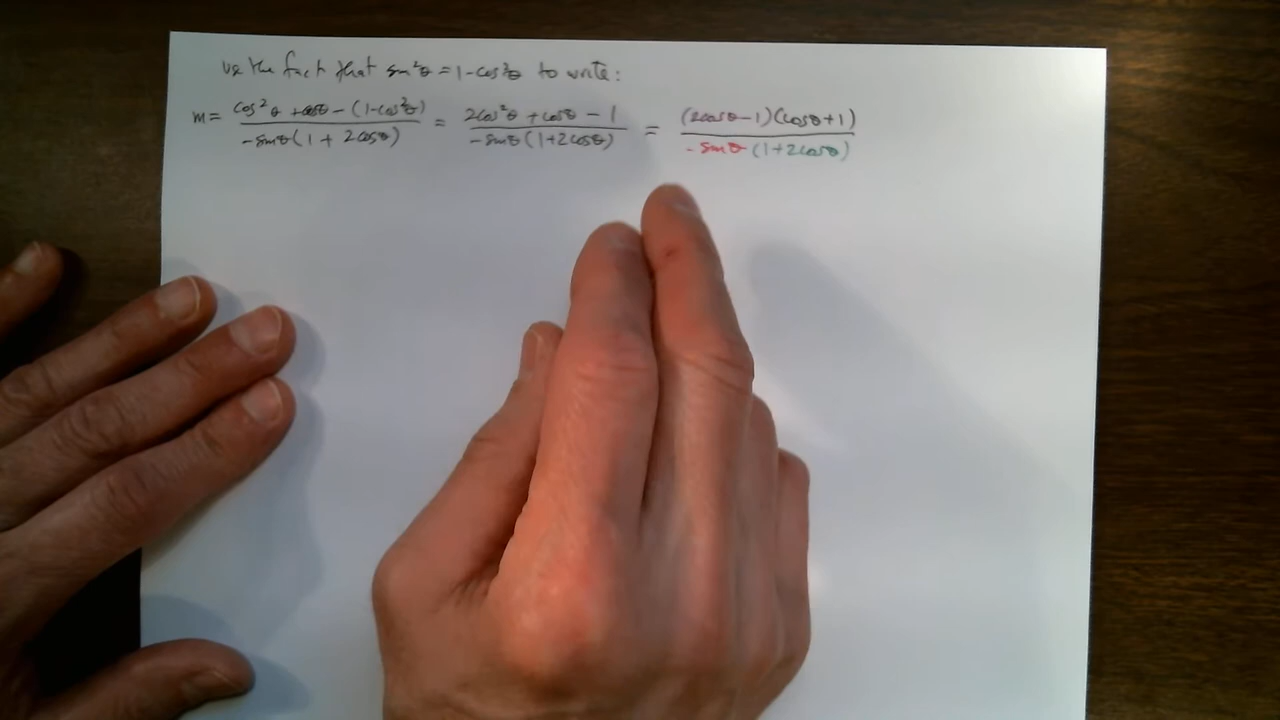 use the fact that sin²θ = 1-cos²θ to write:
m= cos²θ + cosθ - (1-cos²θ) / -sinθ(1 + 2cosθ) = 2cos²θ + cosθ - 1 / -sinθ(1+2cosθ) = (2cosθ-1)(cosθ+1) / -sinθ(1+2cosθ)